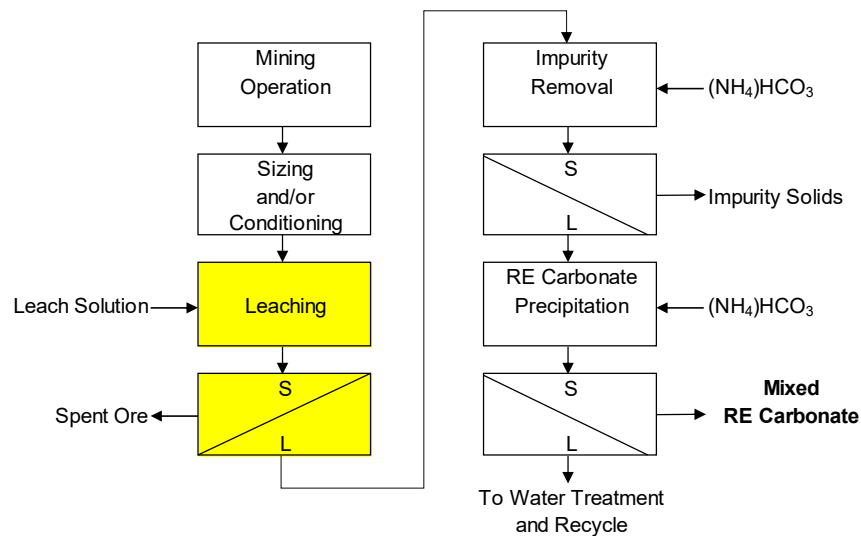 Mining
Operation
Sizing
and/or
Conditioning
Leach Solution
Leaching
S
L
Spent Ore
Impurity
Removal
(NH₄)HCO₃
S
L
Impurity Solids
RE Carbonate
Precipitation
(NH₄)HCO₃
S
L
Mixed
RE Carbonate
To Water Treatment
and Recycle